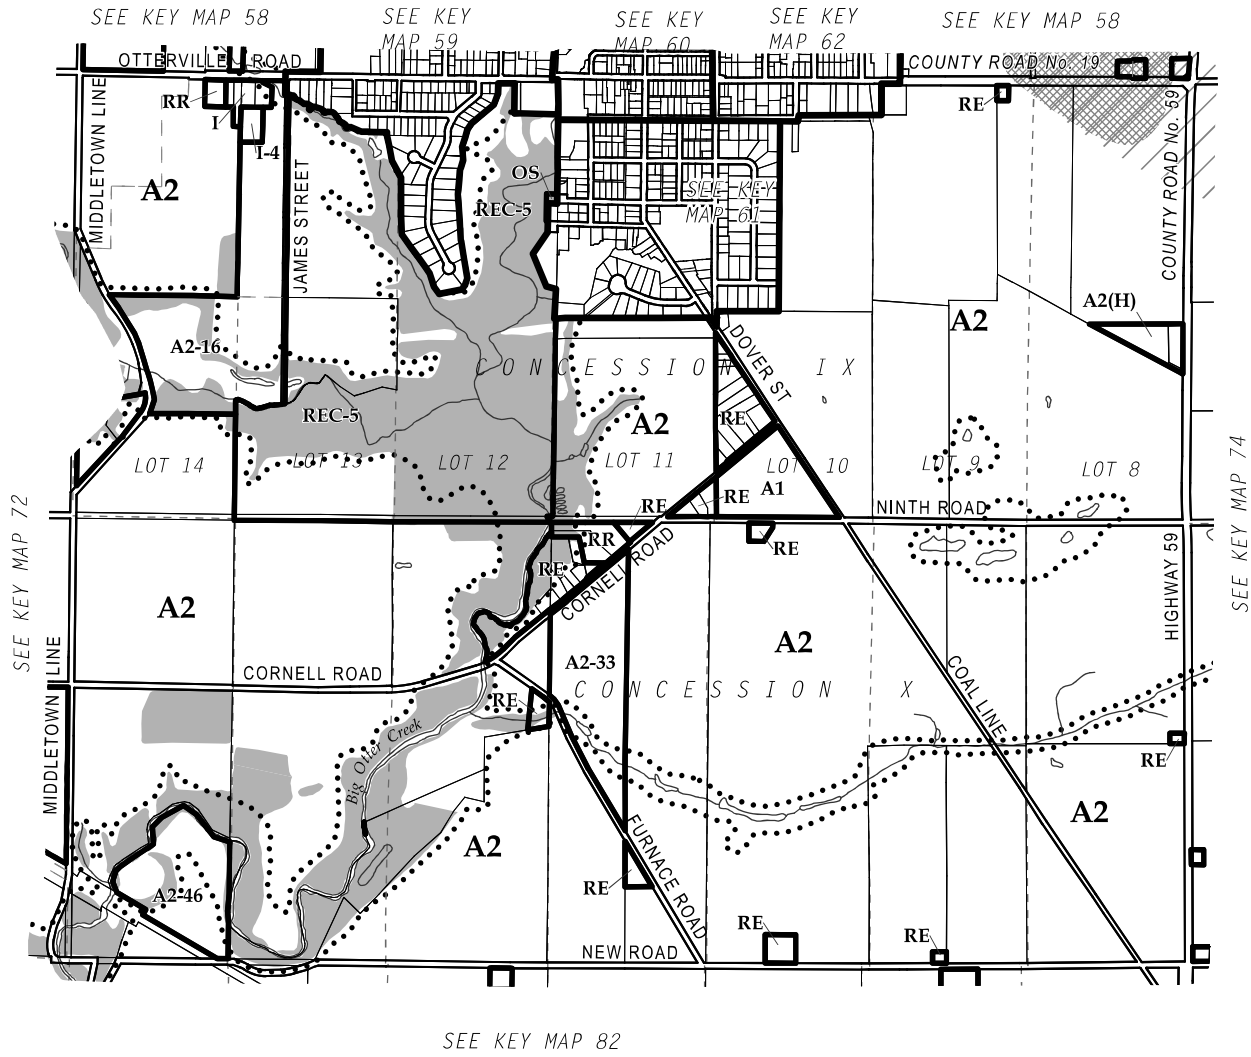 SEE KEY MAP 58
SEE KEY
MAP 59
SEE KEY
MAP 60
SEE KEY
MAP 62
SEE KEY MAP 58
OTTERVILLE ROAD
COUNTY ROAD No. 19
MIDDLETOWN LINE
RR
I
I-4
RE
COUNTY ROAD No. 59
A2
JAMES STREET
OS
REC-5
SEE KEY
MAP 61
A2(H)
A2
A2-16
DOVER ST
CONCESSION IX
REC-5
A2
RE
LOT 14
LOT 13
LOT 12
LOT 11
LOT 10
LOT 9
LOT 8
SEE KEY MAP 72
SEE KEY MAP 74
RE
A1
RE
NINTH ROAD
RR
RE
RE
CORNELL ROAD
HIGHWAY 59
A2
A2
MIDDLETOWN LINE
CORNELL ROAD
A2-33
CONCESSION X
COAL LINE
RE
Big Otter Creek
RE
A2
A2
FURNACE ROAD
A2-46
RE
RE
RE
NEW ROAD
SEE KEY MAP 82